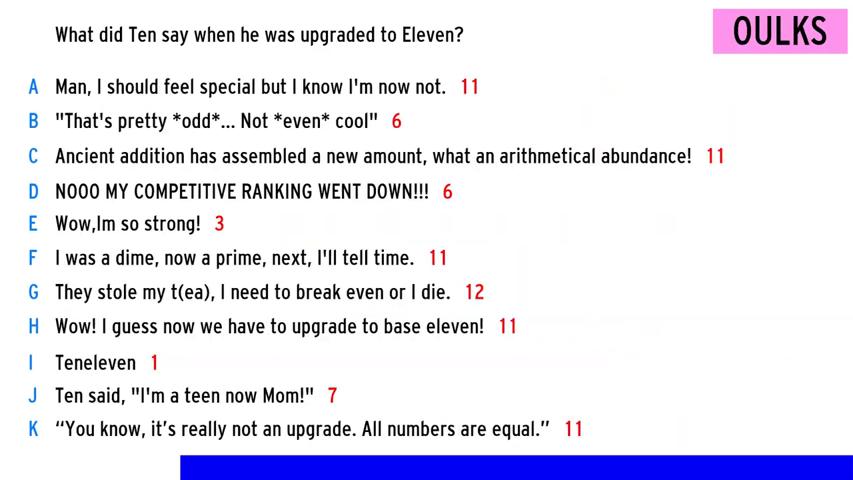 What did Ten say when he was upgraded to Eleven?
OULKS
A Man, I should feel special but I know I'm now not. 11
B "That's pretty *odd*... Not *even* cool" 6
C Ancient addition has assembled a new amount, what an arithmetical abundance! 11
D NOOO MY COMPETITIVE RANKING WENT DOWN!!! 6
E Wow,Im so strong! 3
F I was a dime, now a prime, next, I'll tell time. 11
G They stole my t(ea), I need to break even or I die. 12
H Wow! I guess now we have to upgrade to base eleven! 11
I Teneleven 1
J Ten said, "I'm a teen now Mom!" 7
K “You know, it’s really not an upgrade. All numbers are equal.” 11